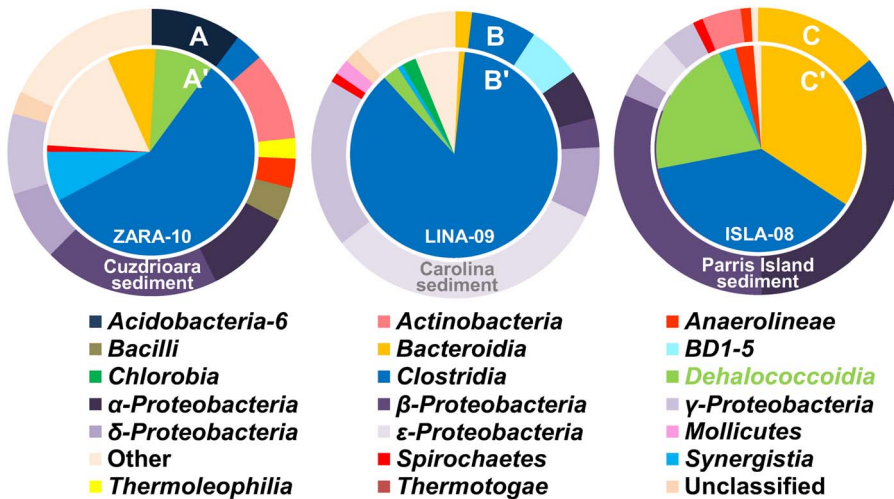 A
A'
ZARA-10
Cuzdrioara
sediment
B
B'
LINA-09
Carolina
sediment
C
C'
ISLA-08
Parris Island
sediment
Acidobacteria-6
Actinobacteria
Anaerolineae
Bacilli
Bacteroidia
BD1-5
Chlorobia
Clostridia
Dehalococcoidia
α-Proteobacteria
β-Proteobacteria
γ-Proteobacteria
δ-Proteobacteria
ε-Proteobacteria
Mollicutes
Other
Spirochaetes
Synergistia
Thermoleophilia
Thermotogae
Unclassified